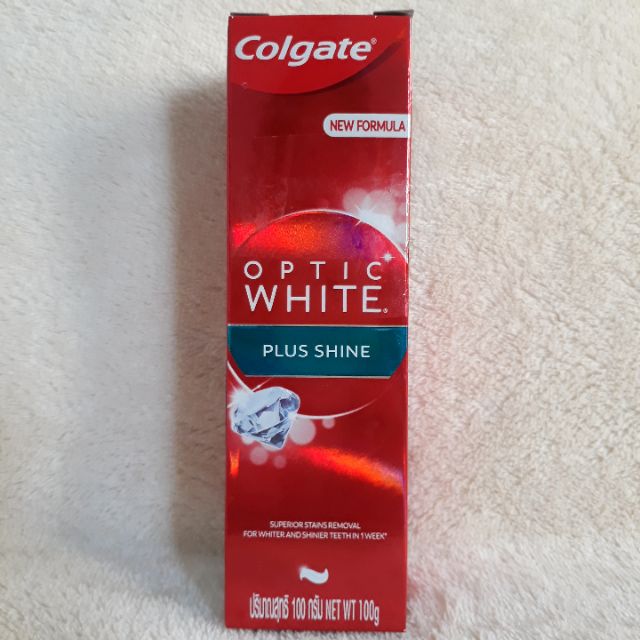 Colgate®
NEW FORMULA
OPTIC
WHITE®
PLUS SHINE
SUPERIOR STAINS REMOVAL
FOR WHITER AND SHINIER TEETH IN 1 WEEK*
ปริมาณสุทธิ 100 กรัม NET WT 100g